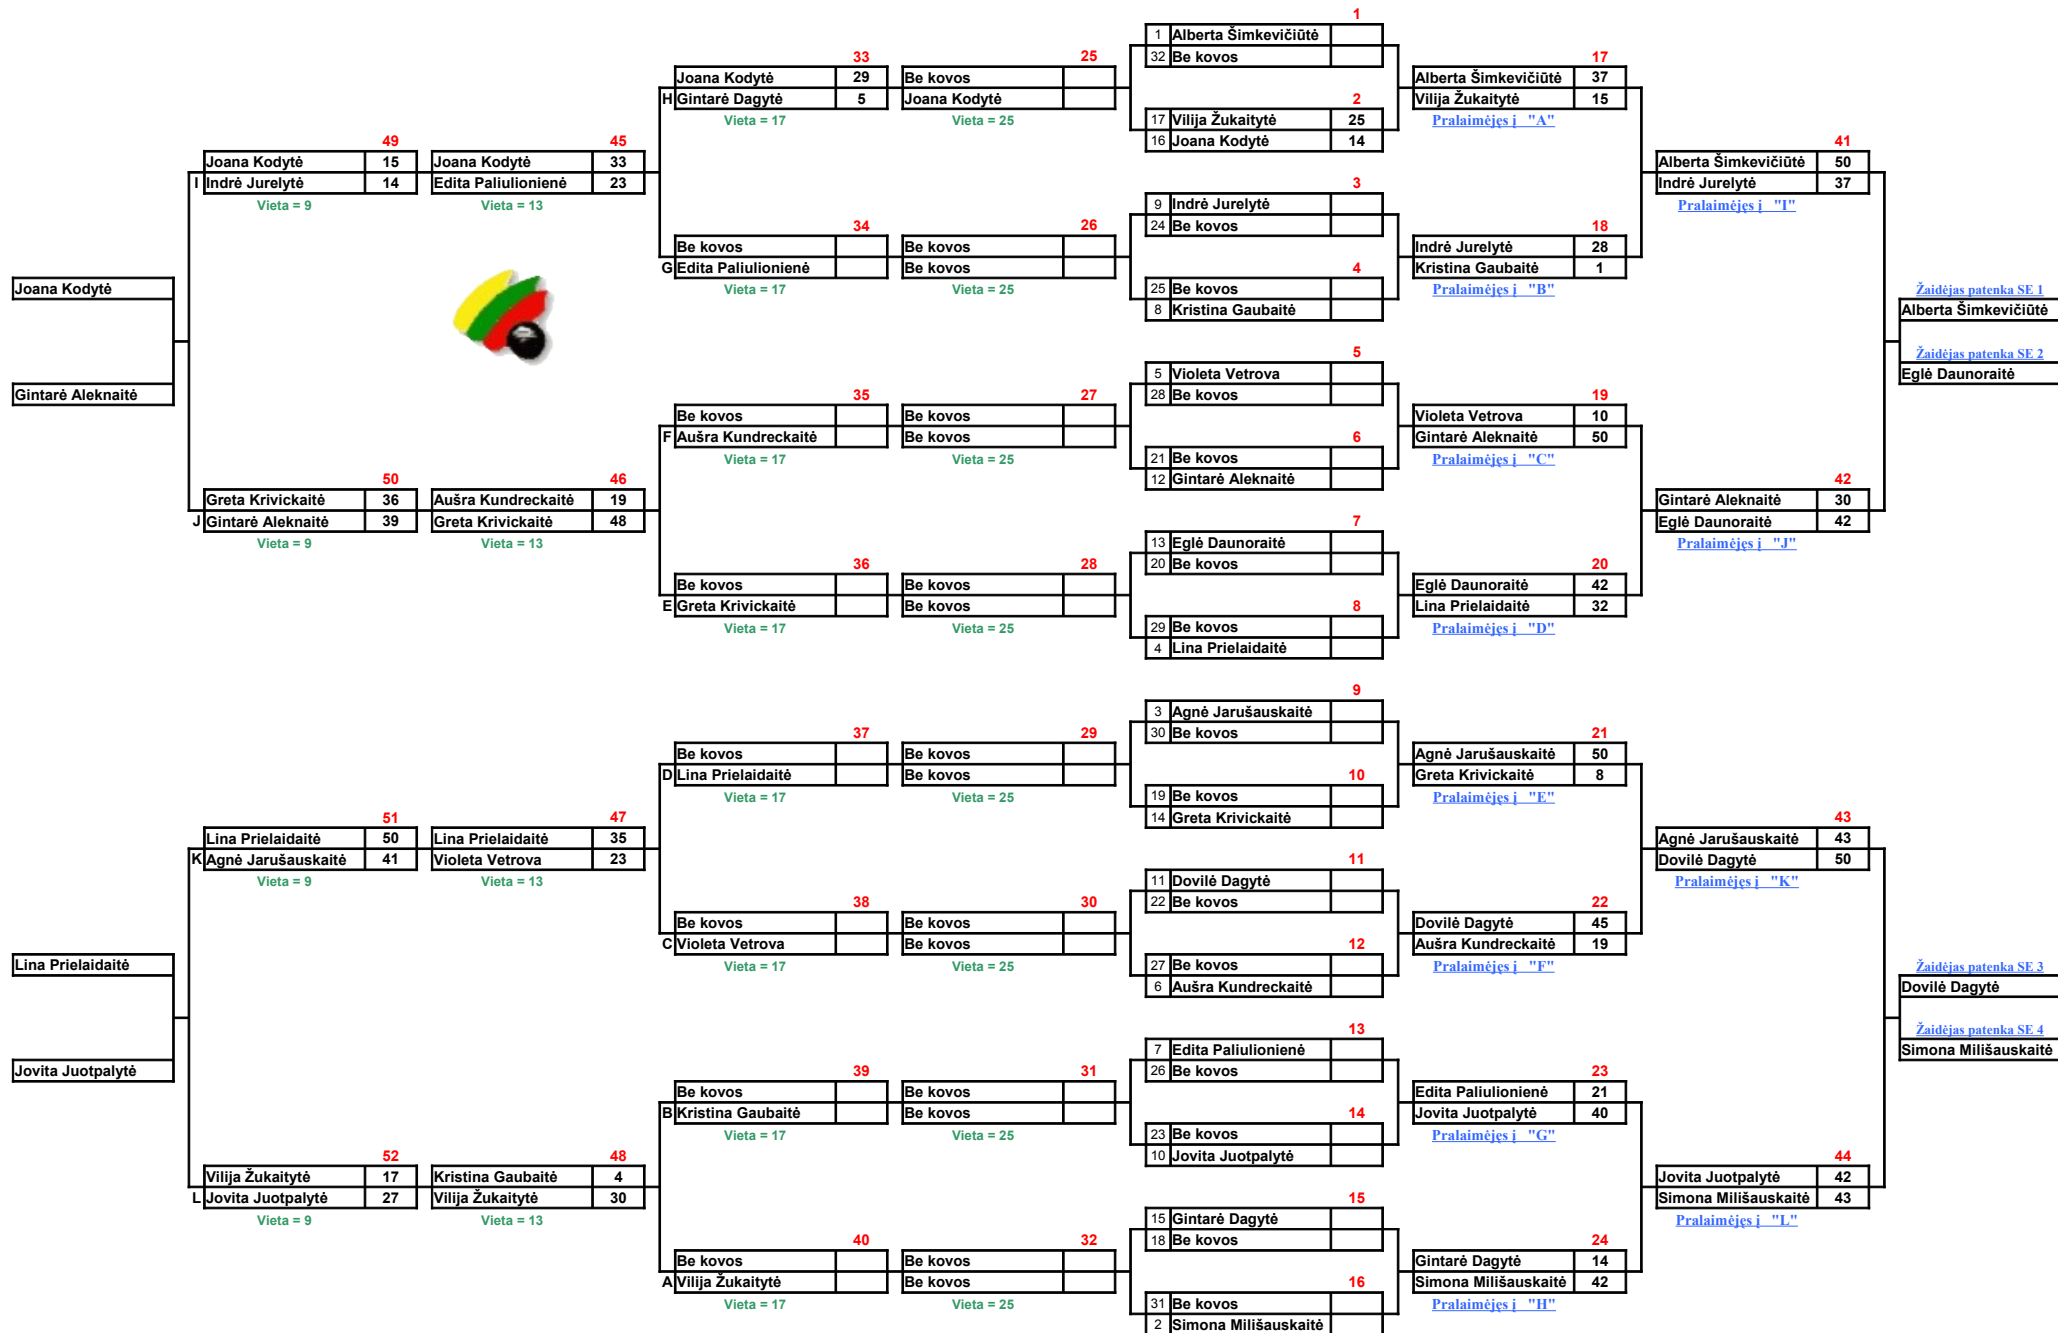 1
1 Alberta Šimkevičiūtė
33 25 32 Be kovos 17
Joana Kodytė 29 Be kovos Alberta Šimkevičiūtė 37
H Gintarė Dagytė 5 Joana Kodytė 2 Vilija Žukaitytė 15
Vieta = 17 Vieta = 25 17 Vilija Žukaitytė 25 Pralaimėjęs į "A"
49 45 16 Joana Kodytė 14 41
Joana Kodytė 15 Joana Kodytė 33 Alberta Šimkevičiūtė 50
I Indrė Jurelytė 14 Edita Paliulionienė 23 3 Indrė Jurelytė 37
Vieta = 9 Vieta = 13 9 Indrė Jurelytė Pralaimėjęs į "I"
34 26 24 Be kovos 18
Be kovos Be kovos Indrė Jurelytė 28
G Edita Paliulionienė Be kovos 4 Kristina Gaubaitė 1
Joana Kodytė Vieta = 17 Vieta = 25 25 Be kovos Pralaimėjęs į "B" Žaidėjas patenka SE 1
8 Kristina Gaubaitė Alberta Šimkevičiūtė
5 Žaidėjas patenka SE 2
5 Violeta Vetrova Eglė Daunoraitė
Gintarė Aleknaitė 35 27 28 Be kovos 19
Be kovos Be kovos Violeta Vetrova 10
F Aušra Kundreckaitė Be kovos 6 Gintarė Aleknaitė 50
Vieta = 17 Vieta = 25 21 Be kovos Pralaimėjęs į "C"
50 46 12 Gintarė Aleknaitė 42
Greta Krivickaitė 36 Aušra Kundreckaitė 19 Gintarė Aleknaitė 30
J Gintarė Aleknaitė 39 Greta Krivickaitė 48 7 Eglė Daunoraitė 42
Vieta = 9 Vieta = 13 13 Eglė Daunoraitė Pralaimėjęs į "J"
36 28 20 Be kovos 20
Be kovos Be kovos Eglė Daunoraitė 42
E Greta Krivickaitė Be kovos 8 Lina Prielaidaitė 32
Vieta = 17 Vieta = 25 29 Be kovos Pralaimėjęs į "D"
4 Lina Prielaidaitė
9
3 Agnė Jarušauskaitė
37 29 30 Be kovos 21
Be kovos Be kovos Agnė Jarušauskaitė 50
D Lina Prielaidaitė Be kovos 10 Greta Krivickaitė 8
Vieta = 17 Vieta = 25 19 Be kovos Pralaimėjęs į "E"
51 47 14 Greta Krivickaitė 43
Lina Prielaidaitė 50 Lina Prielaidaitė 35 Agnė Jarušauskaitė 43
K Agnė Jarušauskaitė 41 Violeta Vetrova 23 11 Dovilė Dagytė 50
Vieta = 9 Vieta = 13 11 Dovilė Dagytė Pralaimėjęs į "K"
38 30 22 Be kovos 22
Be kovos Be kovos Dovilė Dagytė 45
C Violeta Vetrova Be kovos 12 Aušra Kundreckaitė 19
Lina Prielaidaitė Vieta = 17 Vieta = 25 27 Be kovos Pralaimėjęs į "F" Žaidėjas patenka SE 3
6 Aušra Kundreckaitė Dovilė Dagytė
13 Žaidėjas patenka SE 4
7 Edita Paliulionienė Simona Milišauskaitė
Jovita Juotpalytė 39 31 26 Be kovos 23
Be kovos Be kovos Edita Paliulionienė 21
B Kristina Gaubaitė Be kovos 14 Jovita Juotpalytė 40
Vieta = 17 Vieta = 25 23 Be kovos Pralaimėjęs į "G"
52 48 10 Jovita Juotpalytė 44
Vilija Žukaitytė 17 Kristina Gaubaitė 4 Jovita Juotpalytė 42
L Jovita Juotpalytė 27 Vilija Žukaitytė 30 15 Simona Milišauskaitė 43
Vieta = 9 Vieta = 13 15 Gintarė Dagytė Pralaimėjęs į "L"
40 32 18 Be kovos 24
Be kovos Be kovos Gintarė Dagytė 14
A Vilija Žukaitytė Be kovos 16 Simona Milišauskaitė 42
Vieta = 17 Vieta = 25 31 Be kovos Pralaimėjęs į "H"
2 Simona Milišauskaitė